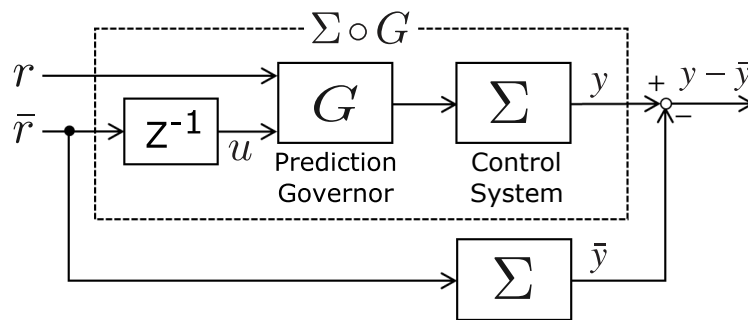 Σ ∘ G
r
r̄
Z⁻¹
u
G
Prediction
Governor
Σ
Control
System
y
+
−
y − ȳ
Σ
ȳ